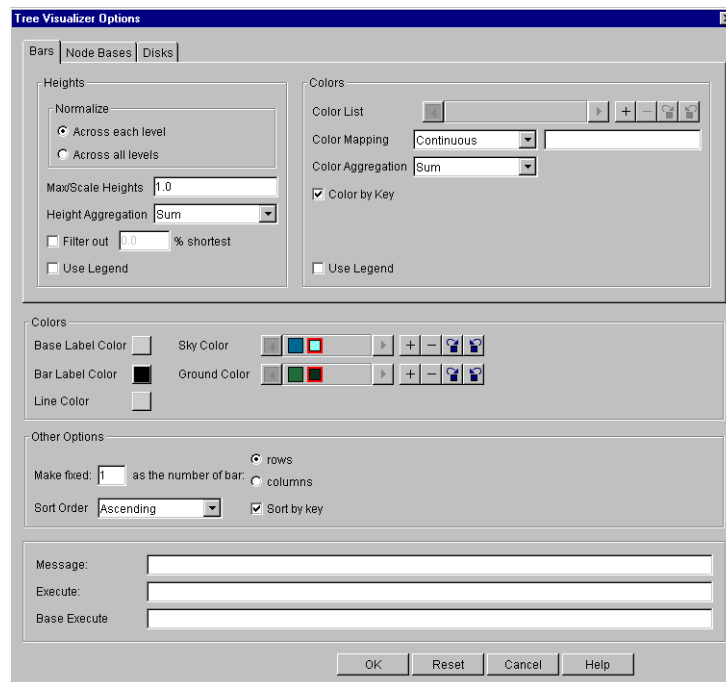 Tree Visualizer Options
Bars Node Bases Disks
Heights
Normalize
Across each level
Across all levels
Max/Scale Heights 1.0
Height Aggregation Sum
Filter out 0.0 % shortest
Use Legend
Colors
Color List + −
Color Mapping Continuous
Color Aggregation Sum
Color by Key
Use Legend
Colors
Base Label Color Sky Color + −
Bar Label Color Ground Color + −
Line Color
Other Options
Make fixed: 1 as the number of bar:
rows
columns
Sort Order Ascending Sort by key
Message:
Execute:
Base Execute
OK Reset Cancel Help